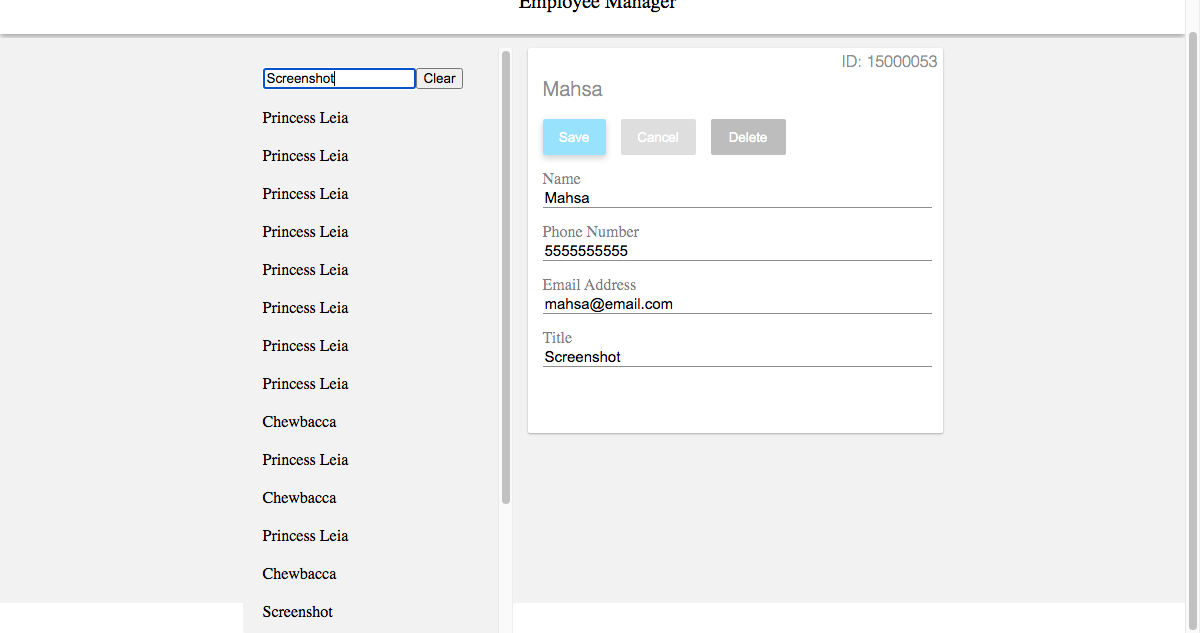 Employee Manager
Screenshot
Clear
Princess Leia
Princess Leia
Princess Leia
Princess Leia
Princess Leia
Princess Leia
Princess Leia
Princess Leia
Chewbacca
Princess Leia
Chewbacca
Princess Leia
Chewbacca
Screenshot
ID: 15000053
Mahsa
Save
Cancel
Delete
Name
Mahsa
Phone Number
5555555555
Email Address
mahsa@email.com
Title
Screenshot